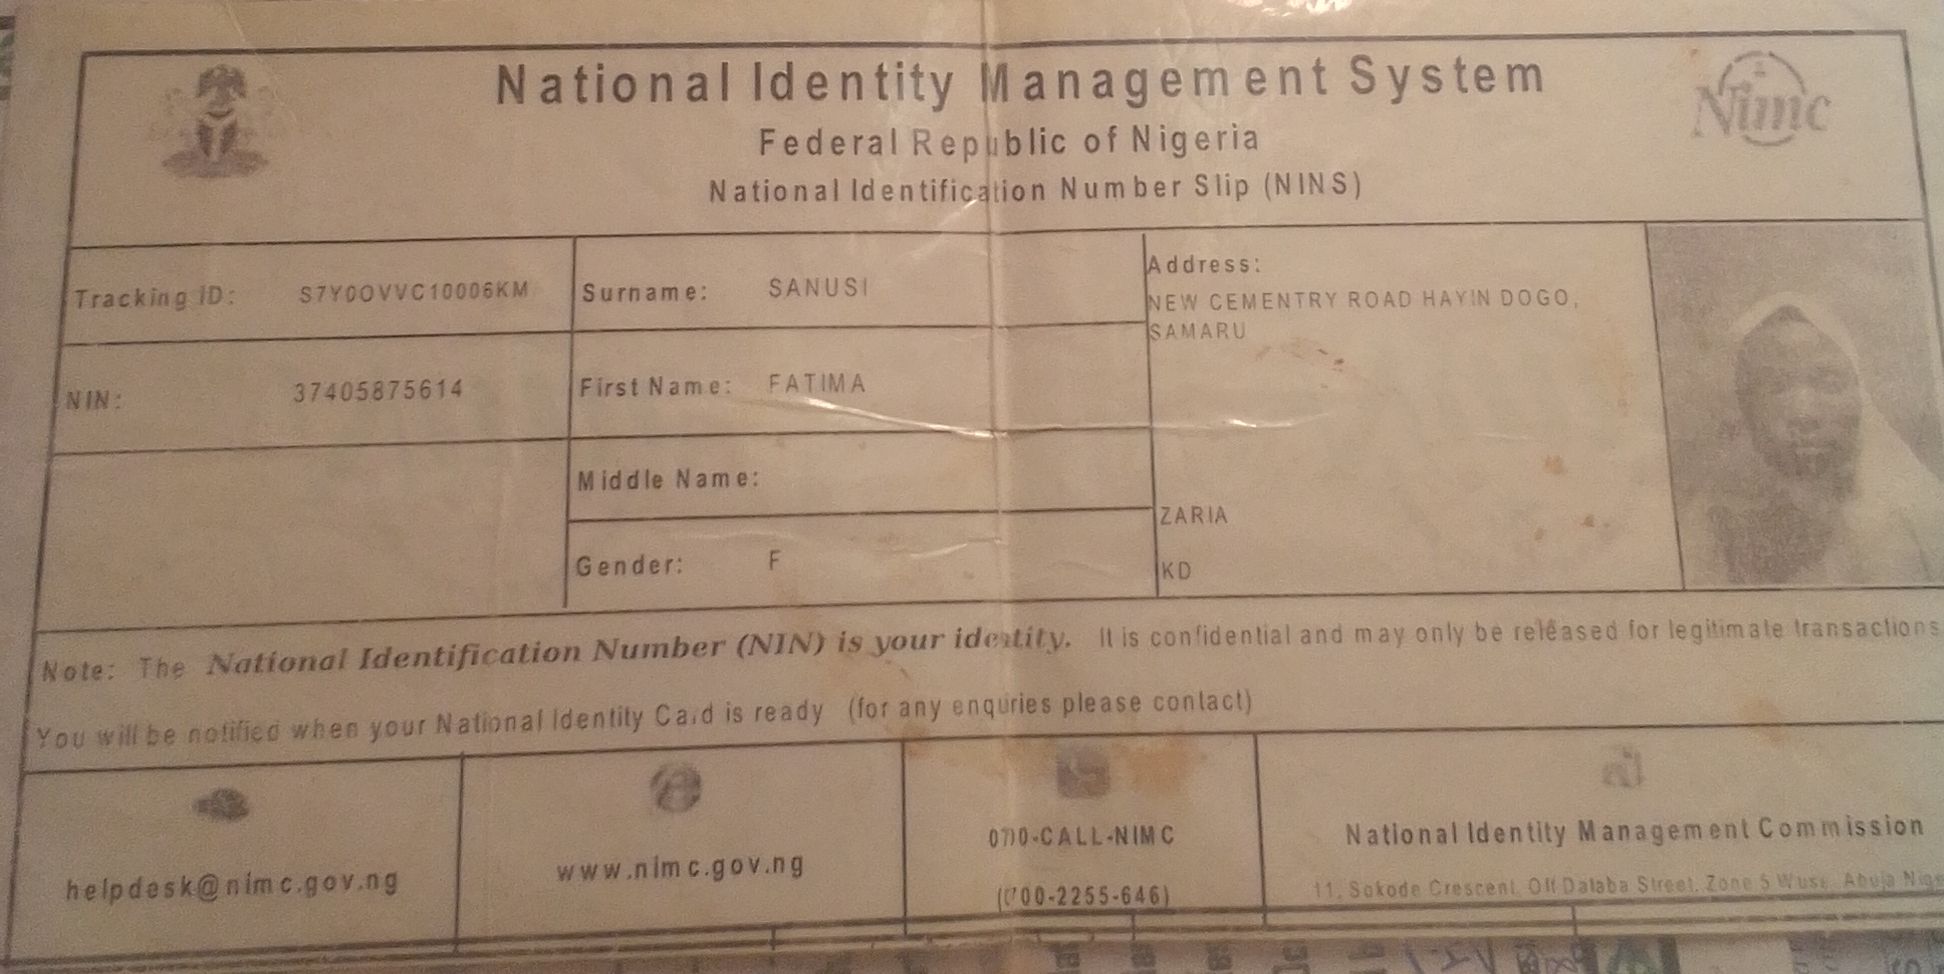 National Identity Management System
Federal Republic of Nigeria
National Identification Number Slip (NINS)
Nimc
Tracking ID: S7Y0OVVC10006KM
Surname: SANUSI
Address:
NEW CEMENTRY ROAD HAYIN DOGO,
SAMARU
NIN: 37405875614
First Name: FATIMA
Middle Name:
ZARIA
Gender: F
KD
Note: The National Identification Number (NIN) is your identity. It is confidential and may only be released for legitimate transactions
You will be notified when your National Identity Card is ready (for any enquries please contact)
helpdesk@nimc.gov.ng
www.nimc.gov.ng
0700-CALL-NIMC
(0700-2255-646)
National Identity Management Commission
11, Sokode Crescent, Off Dalaba Street, Zone 5 Wuse, Abuja